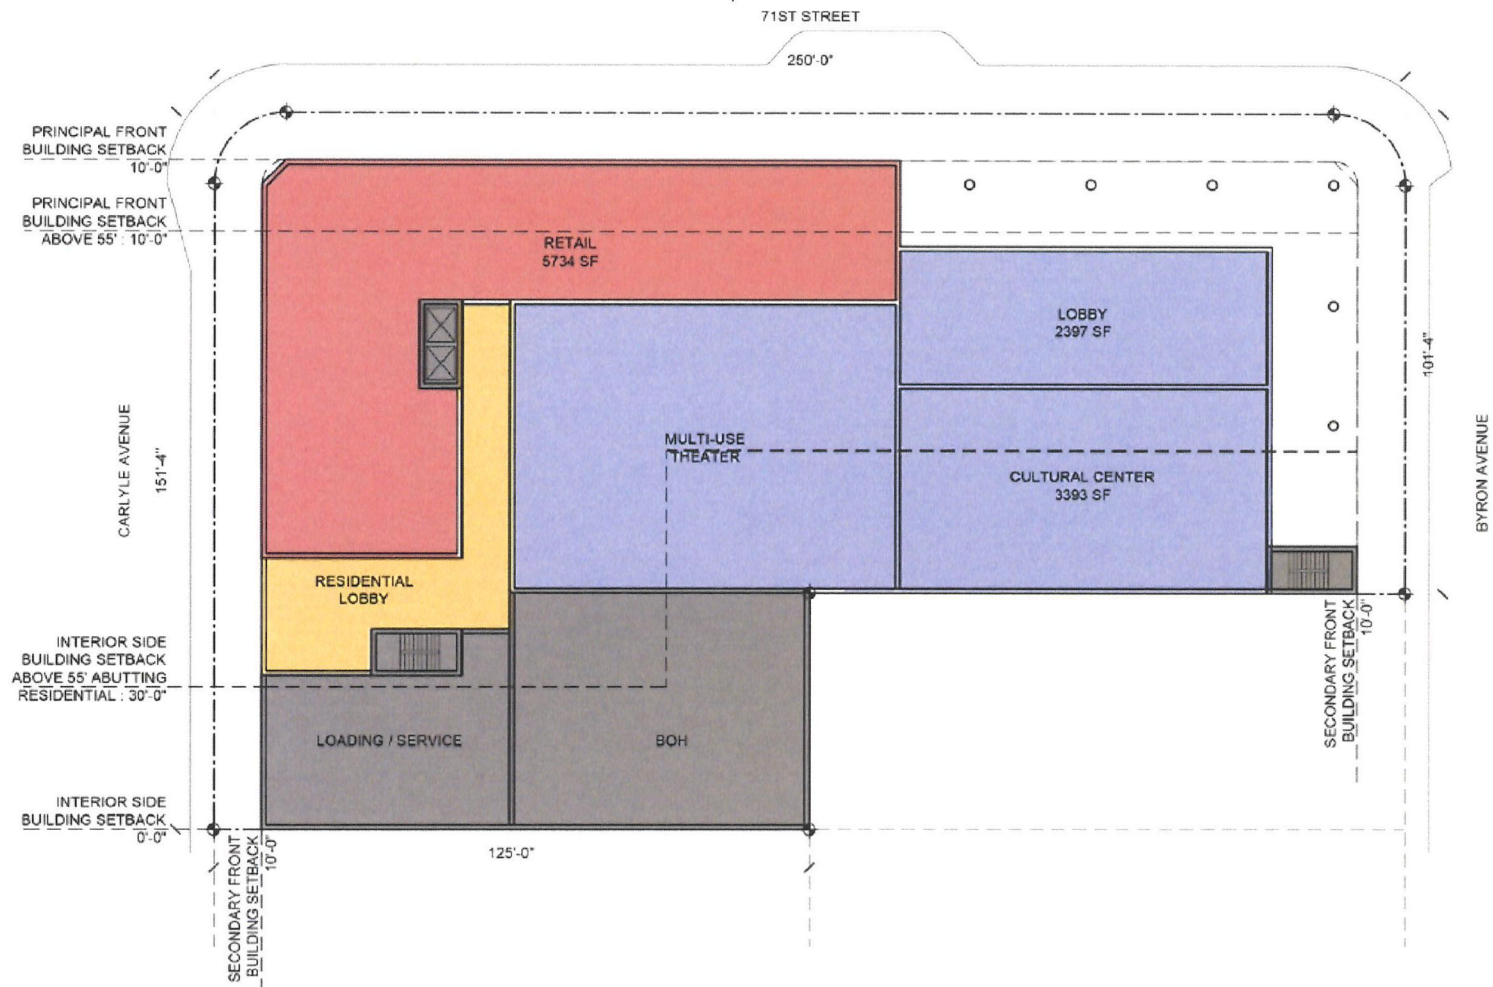 71ST STREET
250'-0"
PRINCIPAL FRONT
BUILDING SETBACK
10'-0"
PRINCIPAL FRONT
BUILDING SETBACK
ABOVE 55' : 10'-0"
RETAIL
5734 SF
LOBBY
2397 SF
101'-4"
CARLYLE AVENUE
151'-4"
MULTI-USE
THEATER
CULTURAL CENTER
3393 SF
BYRON AVENUE
RESIDENTIAL
LOBBY
INTERIOR SIDE
BUILDING SETBACK
ABOVE 55' ABUTTING
RESIDENTIAL : 30'-0"
SECONDARY FRONT
BUILDING SETBACK
10'-0"
LOADING / SERVICE
BOH
INTERIOR SIDE
BUILDING SETBACK
0'-0"
SECONDARY FRONT
BUILDING SETBACK
10'-0"
125'-0"